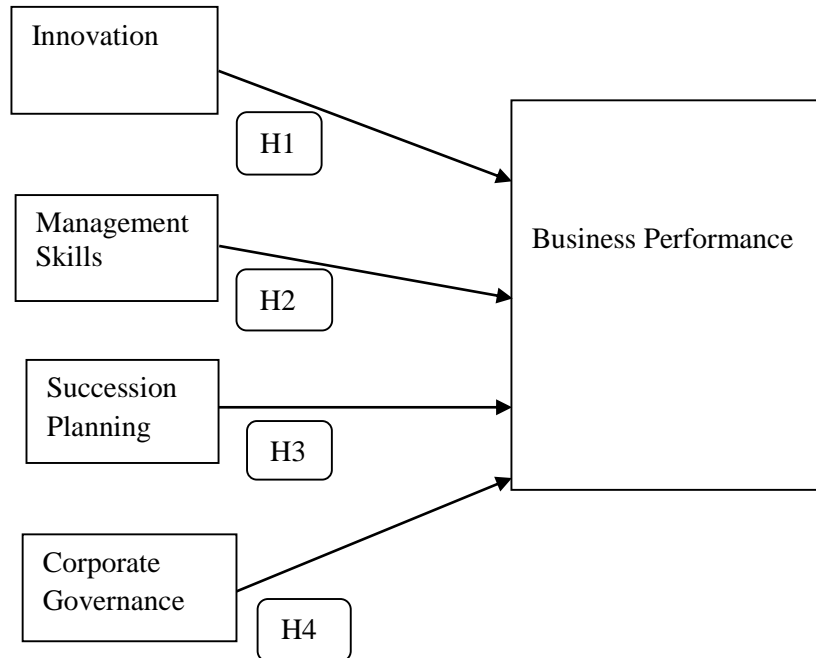 Innovation
H1
Management
Skills
H2
Business Performance
Succession
Planning
H3
Corporate
Governance
H4